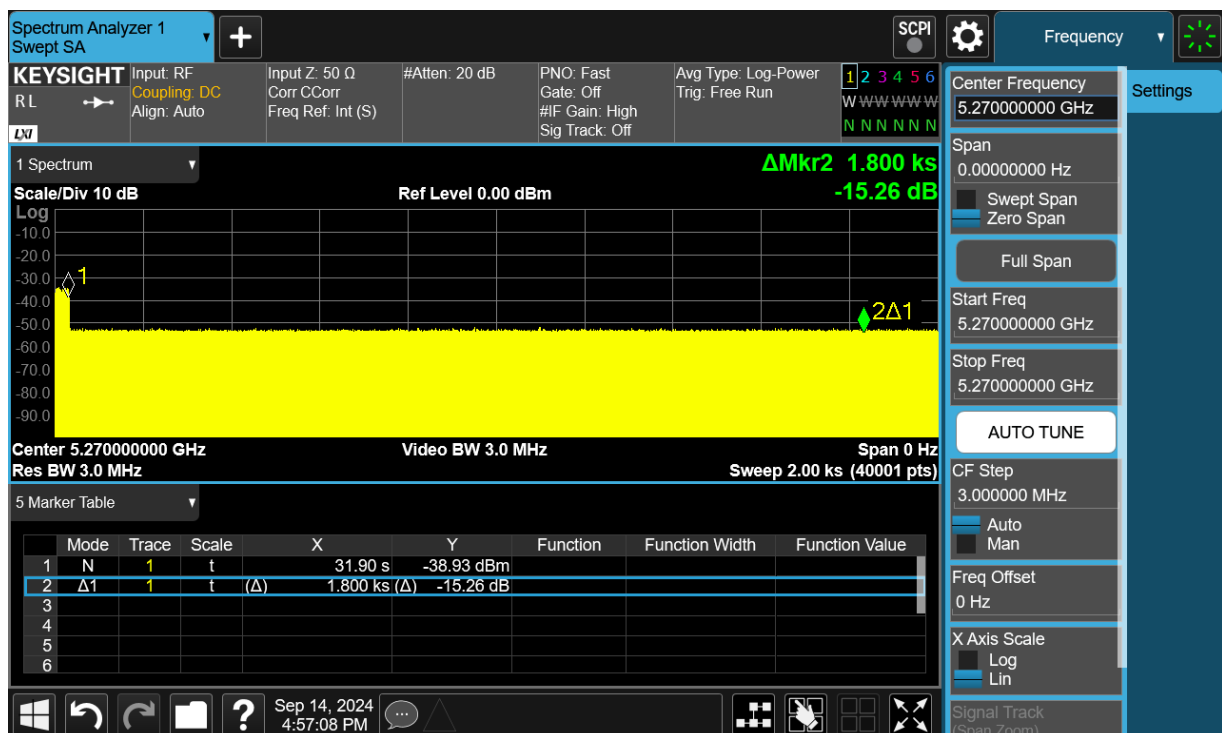 Spectrum Analyzer 1
Swept SA
SCPI
Frequency
KEYSIGHT
RL
LXI
Input: RF
Coupling: DC
Align: Auto
Input Z: 50 Ω
Corr CCorr
Freq Ref: Int (S)
#Atten: 20 dB
PNO: Fast
Gate: Off
#IF Gain: High
Sig Track: Off
Avg Type: Log-Power
Trig: Free Run
1 2 3 4 5 6
W W W W W W
N N N N N N
1 Spectrum
ΔMkr2 1.800 ks
-15.26 dB
Scale/Div 10 dB
Ref Level 0.00 dBm
Log
-10.0
-20.0
-30.0
-40.0
-50.0
-60.0
-70.0
-80.0
-90.0
1
2Δ1
Center 5.270000000 GHz
Video BW 3.0 MHz
Span 0 Hz
Res BW 3.0 MHz
Sweep 2.00 ks (40001 pts)
5 Marker Table
Mode Trace Scale X Y Function Function Width Function Value
1 N 1 t 31.90 s -38.93 dBm
2 Δ1 1 t (Δ) 1.800 ks (Δ) -15.26 dB
3
4
5
6
?
Sep 14, 2024
4:57:08 PM
Center Frequency
5.270000000 GHz
Settings
Span
0.00000000 Hz
Swept Span
Zero Span
Full Span
Start Freq
5.270000000 GHz
Stop Freq
5.270000000 GHz
AUTO TUNE
CF Step
3.000000 MHz
Auto
Man
Freq Offset
0 Hz
X Axis Scale
Log
Lin
Signal Track
(Span Zoom)